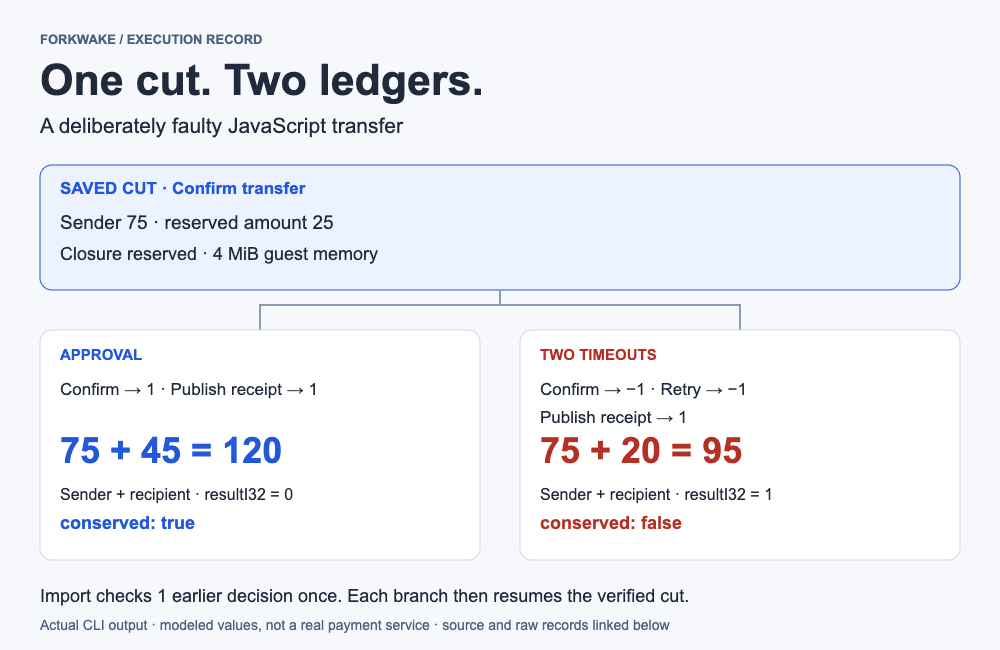 FORKWAKE / EXECUTION RECORD
One cut. Two ledgers.
A deliberately faulty JavaScript transfer
SAVED CUT · Confirm transfer
Sender 75 · reserved amount 25
Closure reserved · 4 MiB guest memory
APPROVAL
Confirm → 1 · Publish receipt → 1
75 + 45 = 120
Sender + recipient · resultI32 = 0
conserved: true
TWO TIMEOUTS
Confirm → −1 · Retry → −1
Publish receipt → 1
75 + 20 = 95
Sender + recipient · resultI32 = 1
conserved: false
Import checks 1 earlier decision once. Each branch then resumes the verified cut.
Actual CLI output · modeled values, not a real payment service · source and raw records linked below